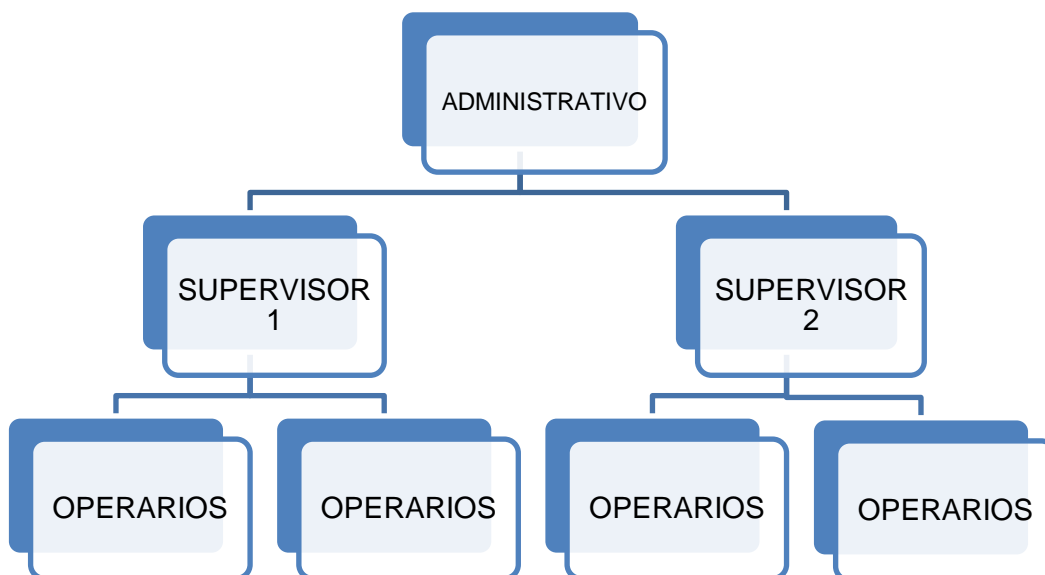 ADMINISTRATIVO
SUPERVISOR
1
SUPERVISOR
2
OPERARIOS
OPERARIOS
OPERARIOS
OPERARIOS